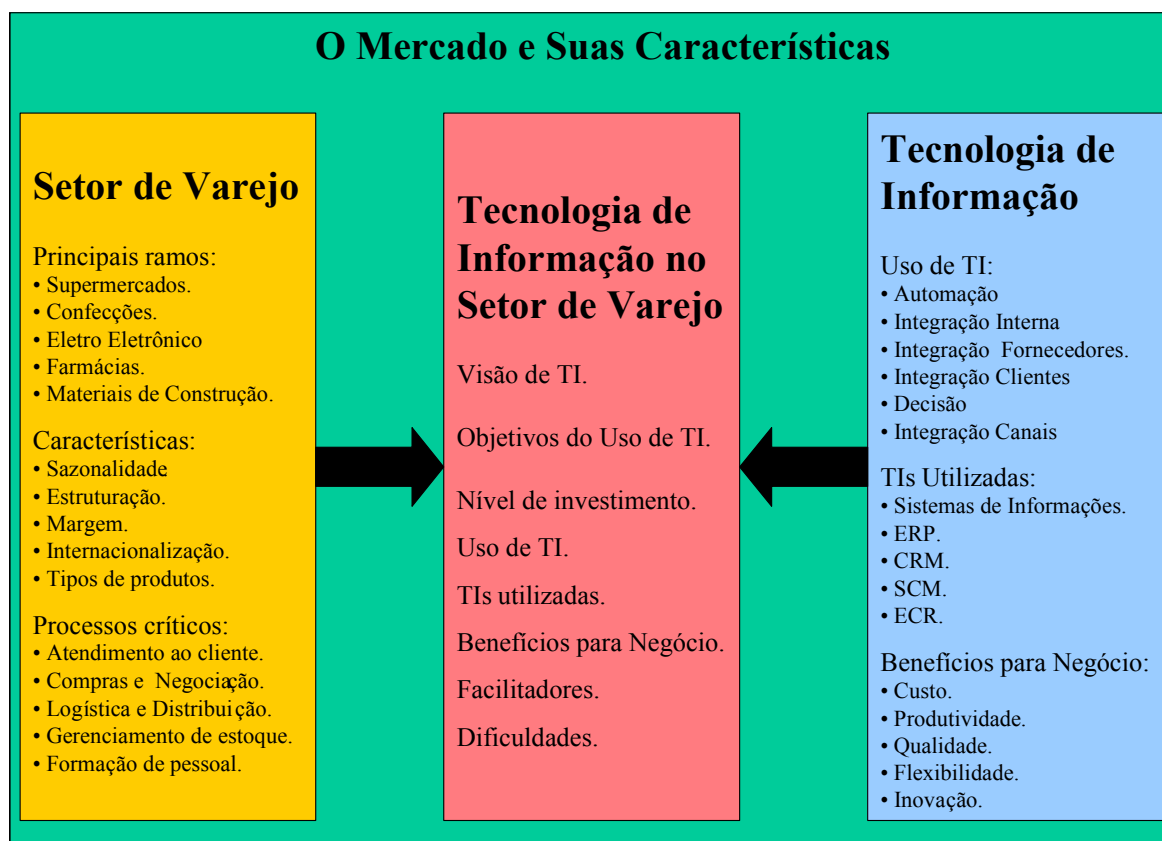 O Mercado e Suas Características
Setor de Varejo
Principais ramos:
• Supermercados.
• Confecções.
• Eletro Eletrônico
• Farmácias.
• Materiais de Construção.
Características:
• Sazonalidade
• Estruturação.
• Margem.
• Internacionalização.
• Tipos de produtos.
Processos críticos:
• Atendimento ao cliente.
• Compras e Negociação.
• Logística e Distribuição.
• Gerenciamento de estoque.
• Formação de pessoal.
Tecnologia de
Informação no
Setor de Varejo
Visão de TI.
Objetivos do Uso de TI.
Nível de investimento.
Uso de TI.
TIs utilizadas.
Benefícios para Negócio.
Facilitadores.
Dificuldades.
Tecnologia de
Informação
Uso de TI:
• Automação
• Integração Interna
• Integração Fornecedores.
• Integração Clientes
• Decisão
• Integração Canais
TIs Utilizadas:
• Sistemas de Informações.
• ERP.
• CRM.
• SCM.
• ECR.
Benefícios para Negócio:
• Custo.
• Produtividade.
• Qualidade.
• Flexibilidade.
• Inovação.